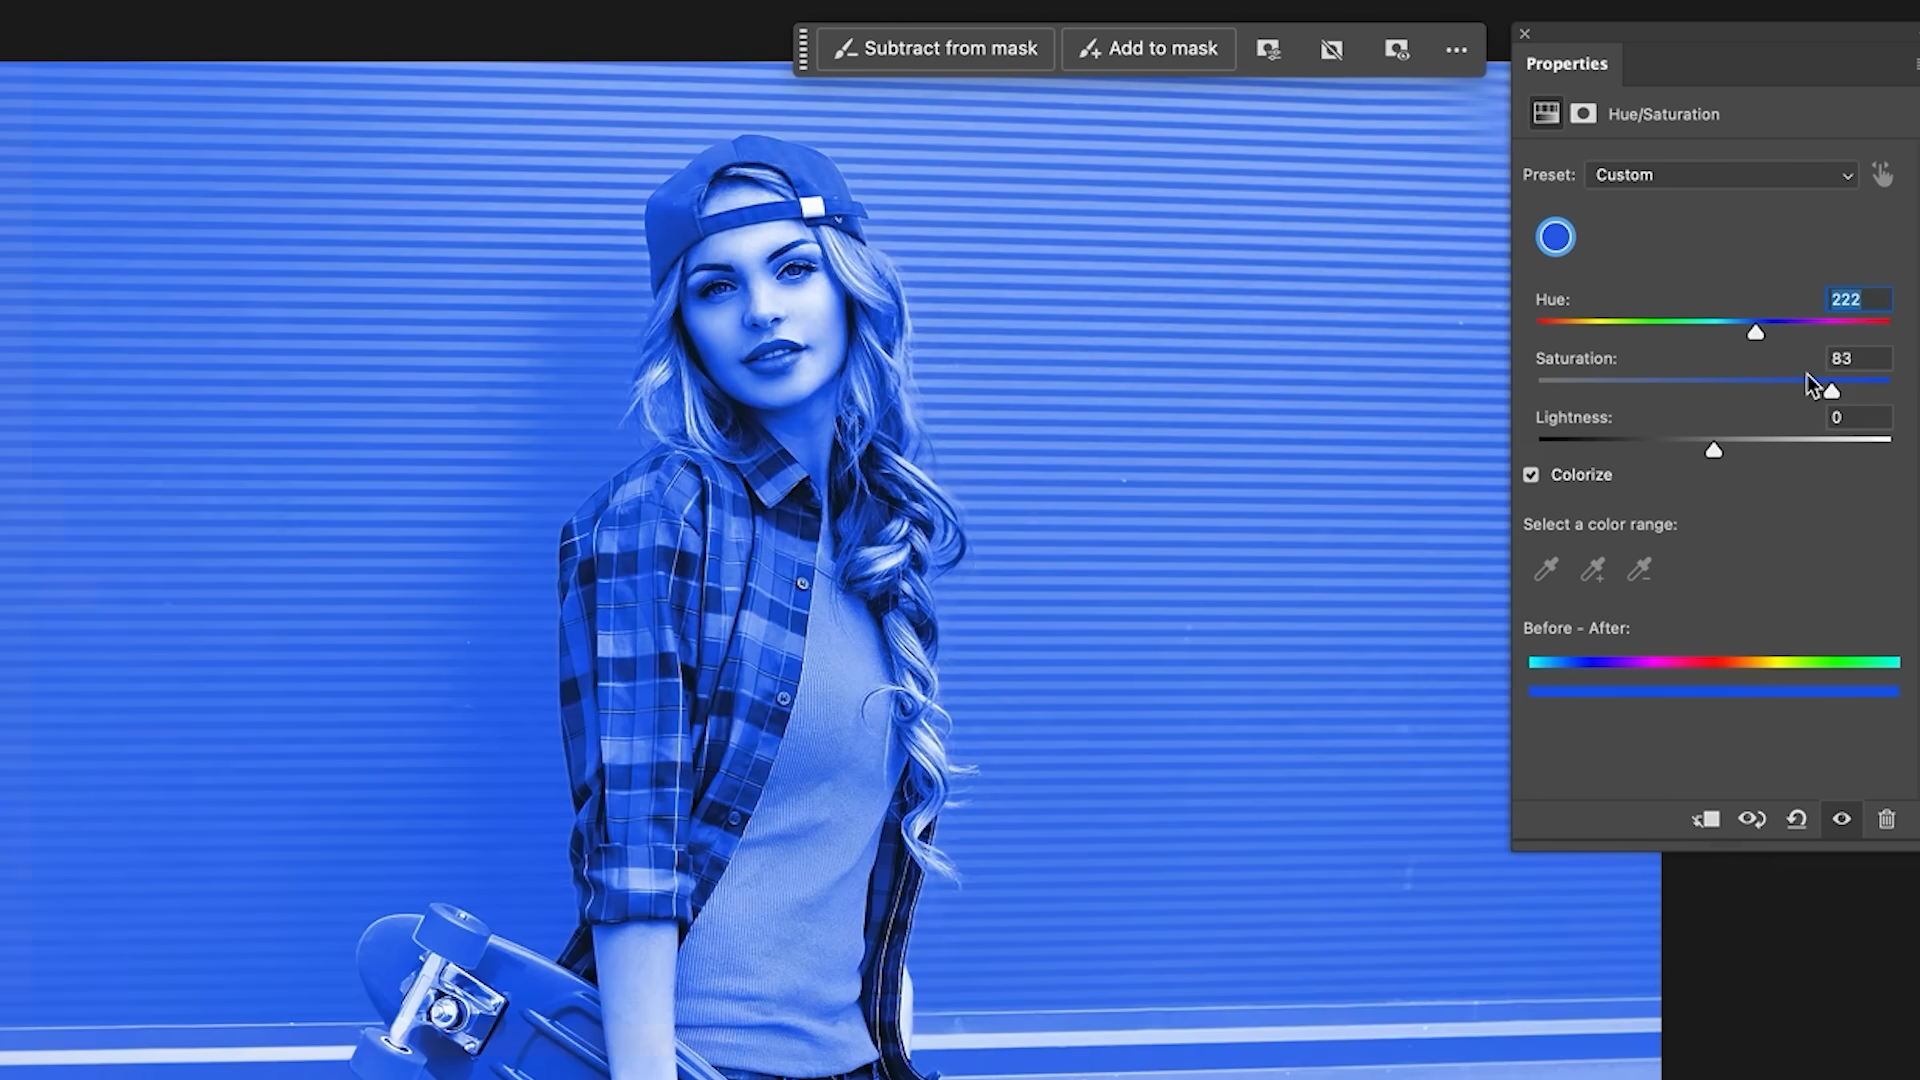 Subtract from mask
Add to mask
Properties
Hue/Saturation
Preset:
Custom
Hue:
222
Saturation:
83
Lightness:
0
Colorize
Select a color range:
Before - After: